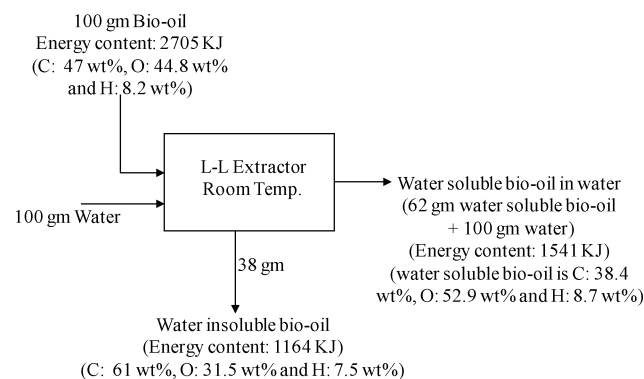 100 gm Bio-oil
Energy content: 2705 KJ
(C: 47 wt%, O: 44.8 wt%
and H: 8.2 wt%)
L-L Extractor
Room Temp.
100 gm Water
38 gm
Water soluble bio-oil in water
(62 gm water soluble bio-oil
+ 100 gm water)
(Energy content: 1541 KJ)
(water soluble bio-oil is C: 38.4
wt%, O: 52.9 wt% and H: 8.7 wt%)
Water insoluble bio-oil
(Energy content: 1164 KJ)
(C: 61 wt%, O: 31.5 wt% and H: 7.5 wt%)